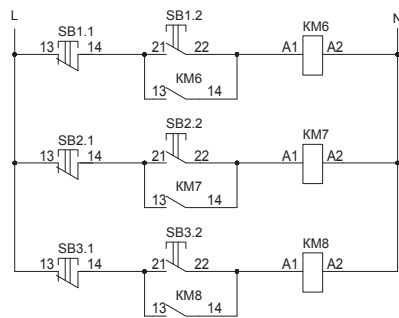 L N
SB1.1 SB1.2 KM6
13 14 21 22 A1 A2
KM6
13 14
SB2.1 SB2.2 KM7
13 14 21 22 A1 A2
KM7
13 14
SB3.1 SB3.2 KM8
13 14 21 22 A1 A2
KM8
13 14